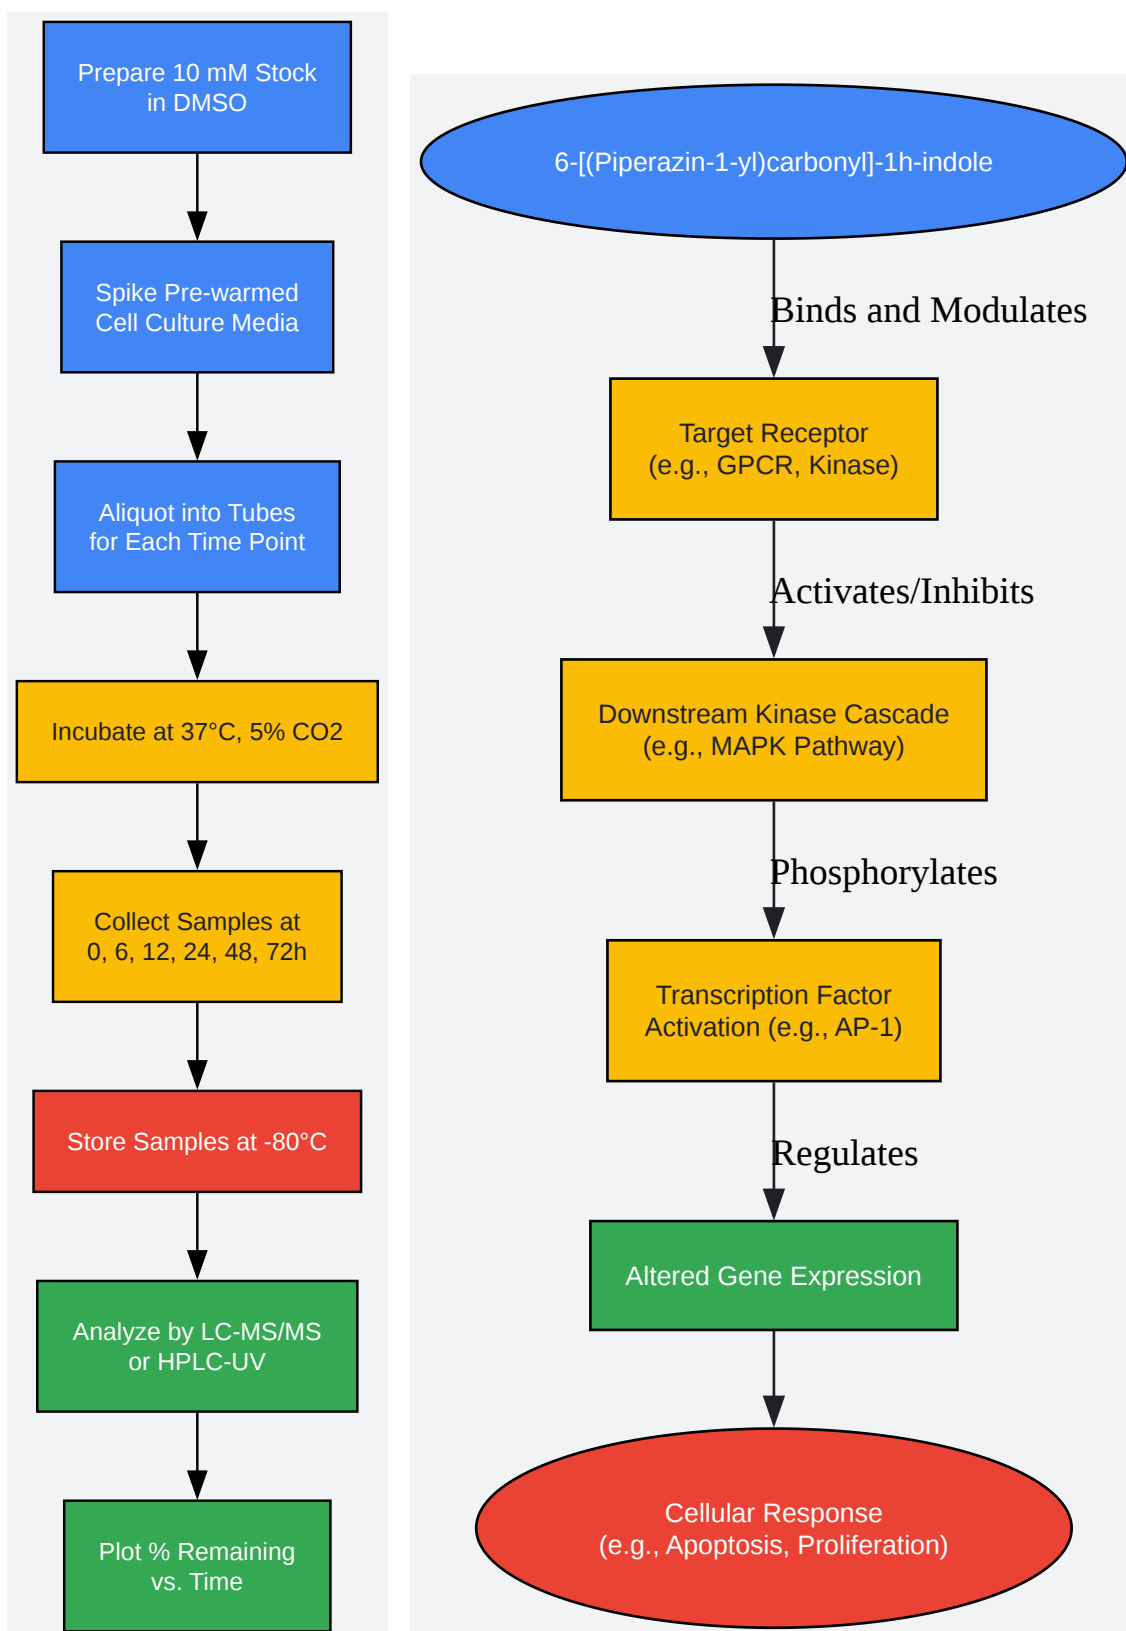 Prepare 10 mM Stock
in DMSO
Spike Pre-warmed
Cell Culture Media
Aliquot into Tubes
for Each Time Point
Incubate at 37°C, 5% CO2
Collect Samples at
0, 6, 12, 24, 48, 72h
Store Samples at -80°C
Analyze by LC-MS/MS
or HPLC-UV
Plot % Remaining
vs. Time
6-[(Piperazin-1-yl)carbonyl]-1h-indole
Binds and Modulates
Target Receptor
(e.g., GPCR, Kinase)
Activates/Inhibits
Downstream Kinase Cascade
(e.g., MAPK Pathway)
Phosphorylates
Transcription Factor
Activation (e.g., AP-1)
Regulates
Altered Gene Expression
Cellular Response
(e.g., Apoptosis, Proliferation)